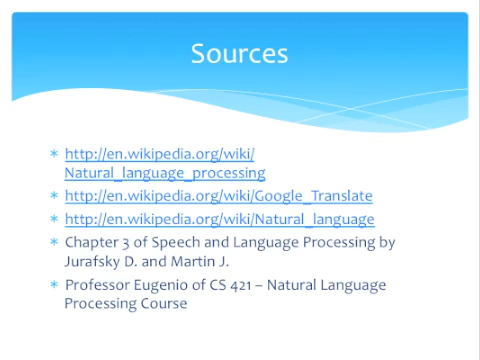 Sources
* http://en.wikipedia.org/wiki/
Natural_language_processing
* http://en.wikipedia.org/wiki/Google_Translate
* http://en.wikipedia.org/wiki/Natural_language
* Chapter 3 of Speech and Language Processing by
Jurafsky D. and Martin J.
* Professor Eugenio of CS 421 – Natural Language
Processing Course